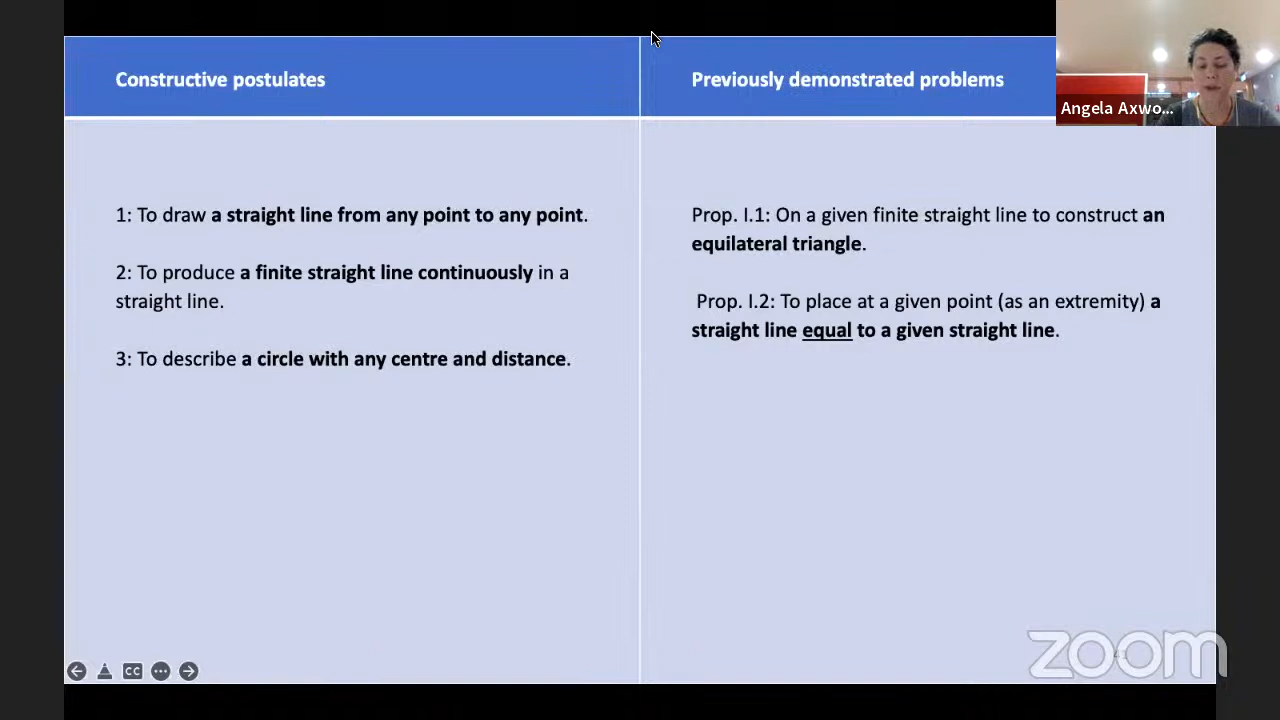 Constructive postulates
Previously demonstrated problems
Angela Axwo...
1: To draw a straight line from any point to any point.
2: To produce a finite straight line continuously in a
straight line.
3: To describe a circle with any centre and distance.
Prop. I.1: On a given finite straight line to construct an
equilateral triangle.
Prop. I.2: To place at a given point (as an extremity) a
straight line equal to a given straight line.
CC
zoom